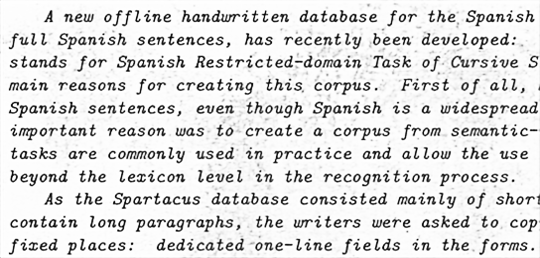 A new offline handwritten database for the Spanish
full Spanish sentences, has recently been developed:
stands for Spanish Restricted-domain Task of Cursive S
main reasons for creating this corpus. First of all,
Spanish sentences, even though Spanish is a widespread
important reason was to create a corpus from semantic-
tasks are commonly used in practice and allow the use
beyond the lexicon level in the recognition process.
As the Spartacus database consisted mainly of short
contain long paragraphs, the writers were asked to cop
fixed places: dedicated one-line fields in the forms.